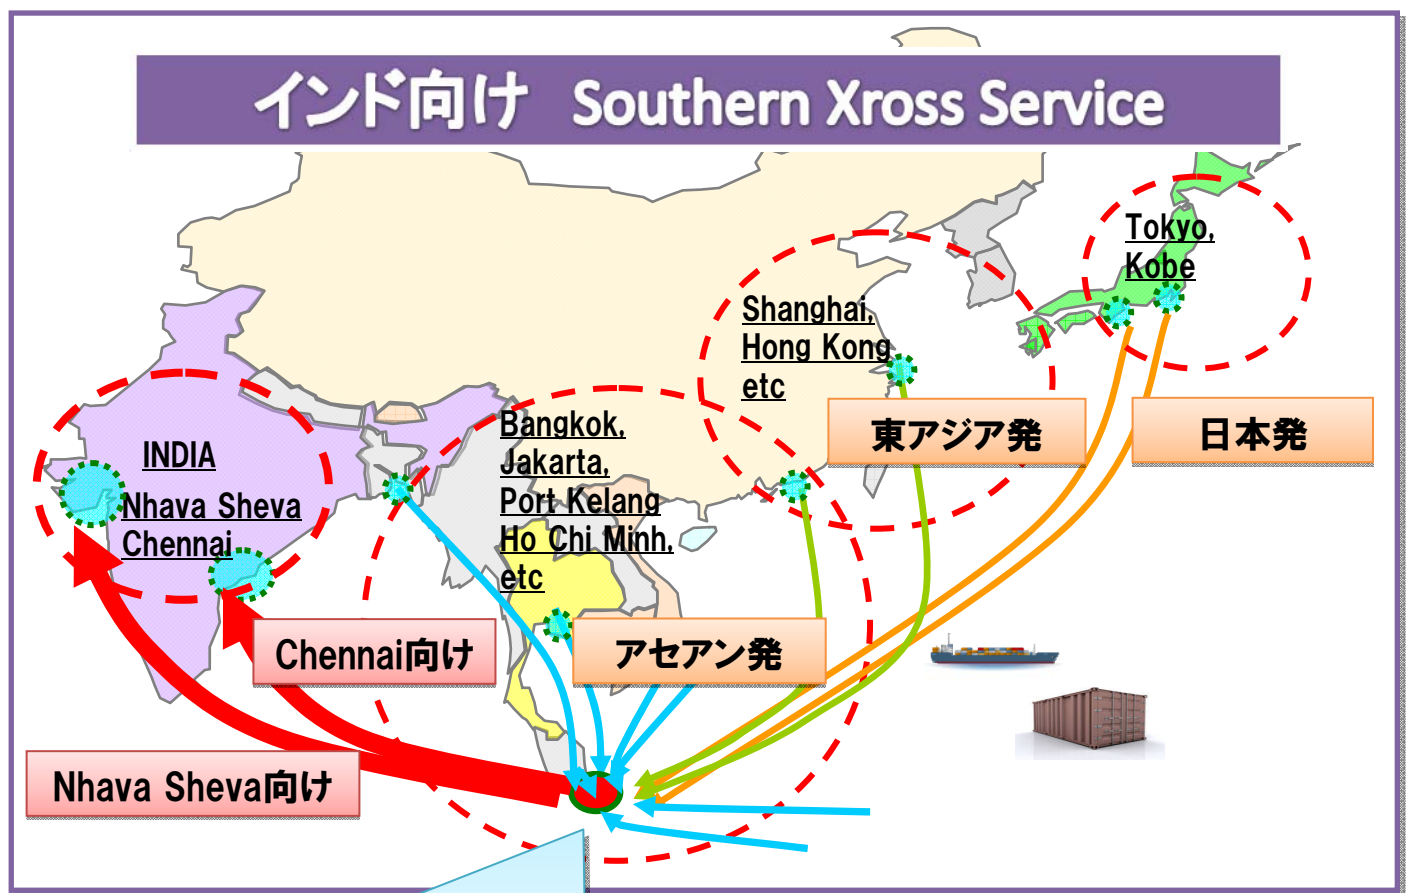 インド向け Southern Xross Service
Tokyo,
Kobe
Shanghai,
Hong Kong
etc
東アジア発
日本発
Bangkok,
Jakarta,
Port Kelang
Ho Chi Minh,
etc
INDIA
Nhava Sheva
Chennai
Chennai向け
アセアン発
Nhava Sheva向け